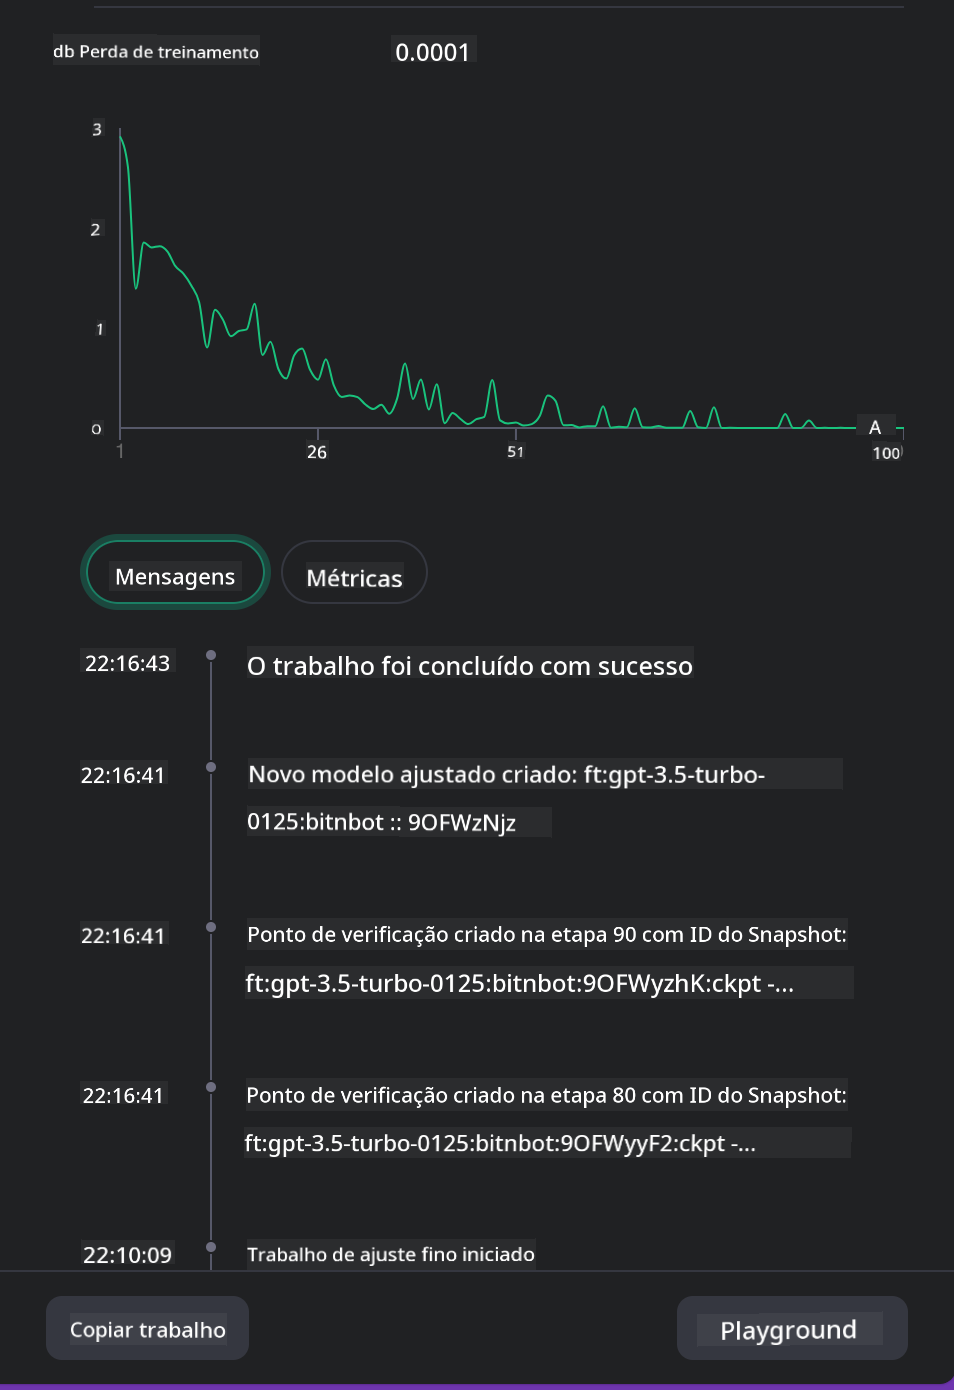 db Perda de treinamento
0.0001
3
2
1
0
A
1
26
51
100
Mensagens
Métricas
22:16:43
O trabalho foi concluído com sucesso
22:16:41
Novo modelo ajustado criado: ft:gpt-3.5-turbo-
0125:bitnbot :: 9OFWzNjz
22:16:41
Ponto de verificação criado na etapa 90 com ID do Snapshot:
ft:gpt-3.5-turbo-0125:bitnbot:9OFWyzhK:ckpt -...
22:16:41
Ponto de verificação criado na etapa 80 com ID do Snapshot:
ft:gpt-3.5-turbo-0125:bitnbot:9OFWyyF2:ckpt -...
22:10:09
Trabalho de ajuste fino iniciado
Copiar trabalho
Playground